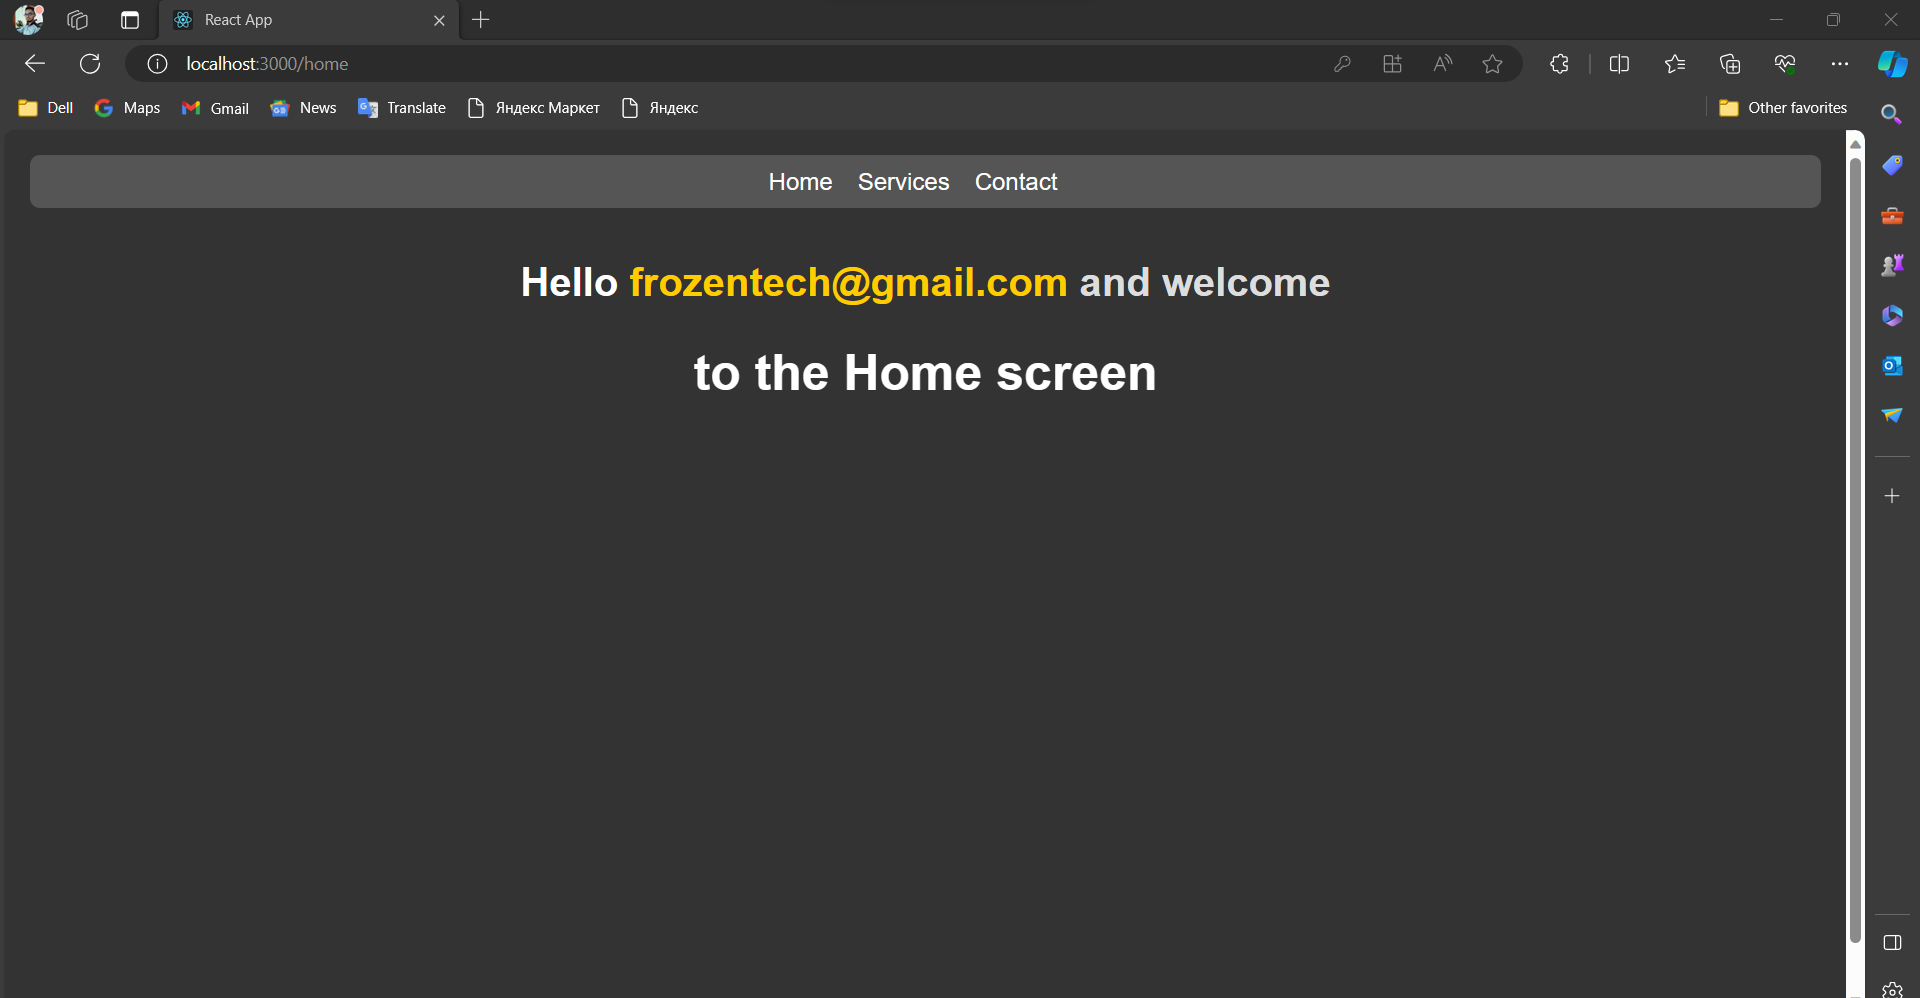 React App
localhost:3000/home
Dell Maps Gmail News Translate Яндекс Маркет Яндекс Other favorites
Home Services Contact
Hello frozentech@gmail.com and welcome
to the Home screen